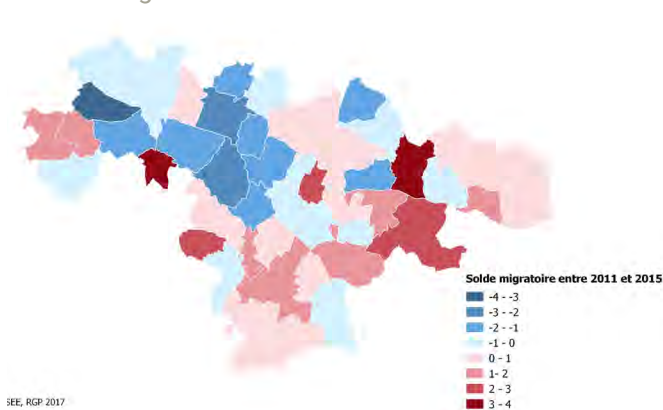 Solde migratoire entre 2011 et 2015
-4 - -3
-3 - -2
-2 - -1
-1 - 0
0 - 1
1- 2
2 - 3
3 - 4
SEE, RGP 2017